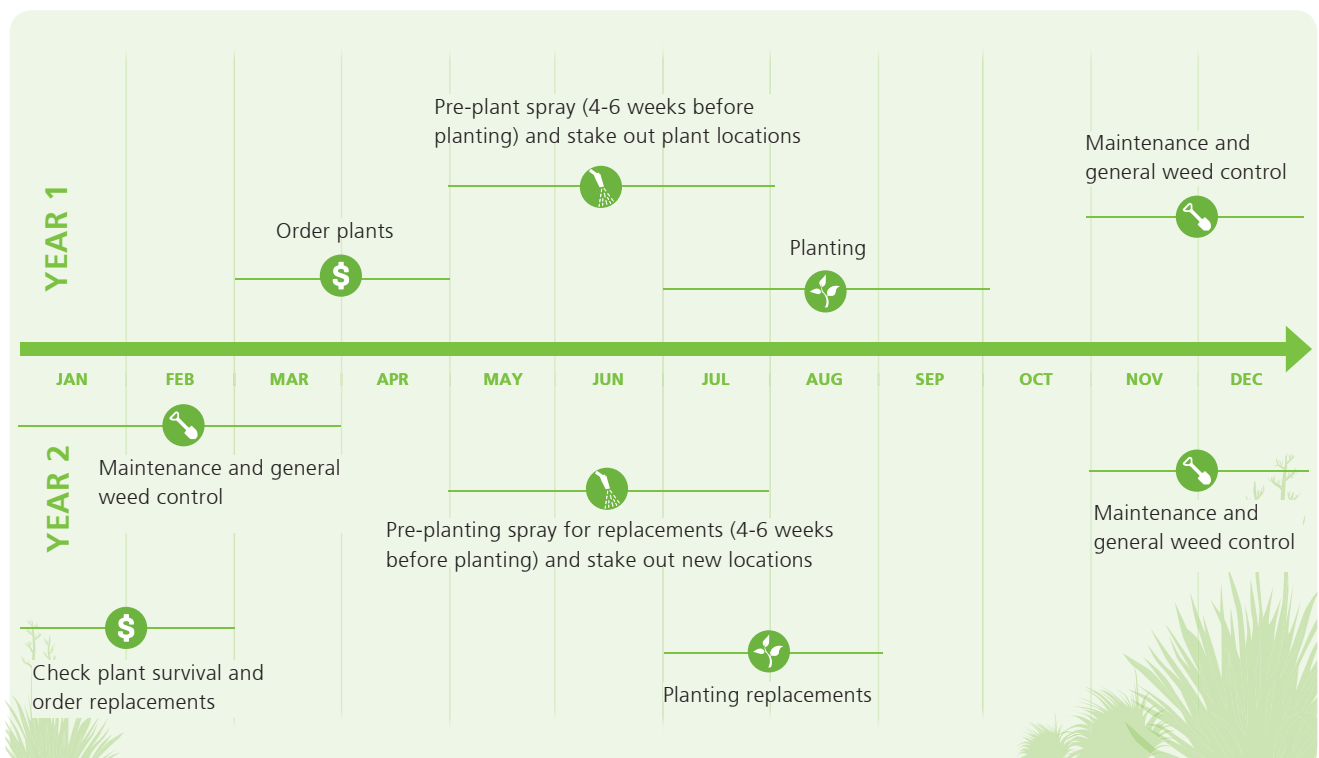 YEAR 1
Pre-plant spray (4-6 weeks before
planting) and stake out plant locations
Maintenance and
general weed control
Order plants
$
Planting
JAN FEB MAR APR MAY JUN JUL AUG SEP OCT NOV DEC
YEAR 2
Maintenance and general
weed control
Pre-planting spray for replacements (4-6 weeks
before planting) and stake out new locations
Maintenance and
general weed control
$
Check plant survival and
order replacements
Planting replacements